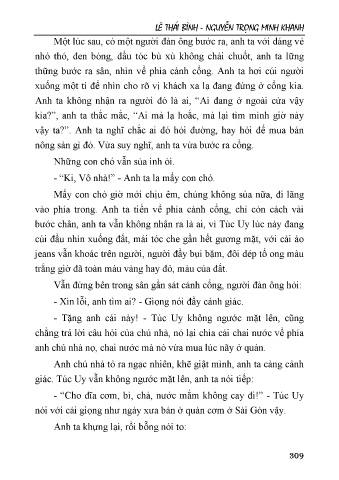 LÊ THÁI BÌNH - NGUYỄN TRỌNG MINH KHANH
Một lúc sau, có một người đàn ông bước ra, anh ta với dáng vẻ
nhỏ thó, đen bóng, đầu tóc bù xù không chải chuốt, anh ta lững
thững bước ra sân, nhìn về phía cánh cổng. Anh ta hơi cúi người
xuống một tí để nhìn cho rõ vị khách xa lạ đang đứng ở cổng kia.
Anh ta không nhận ra người đó là ai, “Ai đang ở ngoài cửa vậy
kìa?”, anh ta thắc mắc, “Ai mà lạ hoắc, mà lại tìm mình giờ này
vậy ta?”. Anh ta nghĩ chắc ai đó hỏi đường, hay hỏi để mua bán
nông sản gì đó. Vừa suy nghĩ, anh ta vừa bước ra cổng.
Những con chó vẫn sủa inh ỏi.
- “Ki, Vô nhà!” - Anh ta la mấy con chó.
Mấy con chó giờ mới chịu êm, chúng không sủa nữa, đi lãng
vào phía trong. Anh ta tiến về phía cánh cổng, chỉ còn cách vài
bước chân, anh ta vẫn không nhận ra là ai, vì Túc Uy lúc này đang
cúi đầu nhìn xuống đất, mái tóc che gần hết gương mặt, với cái áo
jeans vẫn khoác trên người, người đầy bụi bặm, đôi dép tổ ong màu
trắng giờ đã toàn màu vàng hay đỏ, màu của đất.
Vẫn đứng bên trong sân gần sát cánh cổng, người đàn ông hỏi:
- Xin lỗi, anh tìm ai? - Giọng nói đầy cảnh giác.
- Tặng anh cái này! - Túc Uy không ngước mặt lên, cũng
chẳng trả lời câu hỏi của chủ nhà, nó lại chìa cái chai nước về phía
anh chủ nhà nọ, chai nước mà nó vừa mua lúc nãy ở quán.
Anh chủ nhà tỏ ra ngạc nhiên, khẽ giật mình, anh ta càng cảnh
giác. Túc Uy vẫn không ngước mặt lên, anh ta nói tiếp:
- “Cho dĩa cơm, bì, chả, nước mắm không cay đi!” - Túc Uy
nói với cái giọng như ngày xưa bán ở quán cơm ở Sài Gòn vậy.
Anh ta khựng lại, rồi bỗng nói to:
309